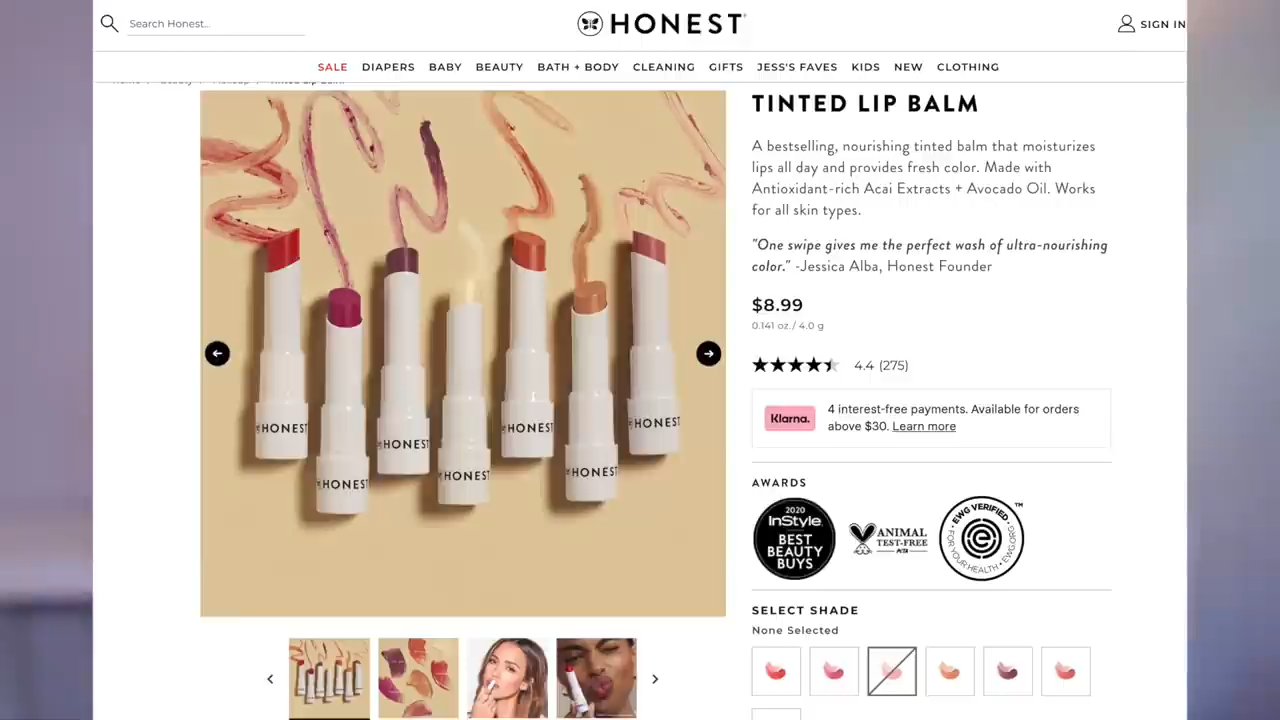 Search Honest..
HONEST
SIGN IN
SALE DIAPERS BABY BEAUTY BATH + BODY CLEANING GIFTS JESS'S FAVES KIDS NEW CLOTHING
TINTED LIP BALM
A bestselling, nourishing tinted balm that moisturizes
lips all day and provides fresh color. Made with
Antioxidant-rich Acai Extracts + Avocado Oil. Works
for all skin types.
"One swipe gives me the perfect wash of ultra-nourishing
color." -Jessica Alba, Honest Founder
$8.99
0.141 oz./ 4.0 g
4.4 (275)
Klarna.
4 interest-free payments. Available for orders
above $30. Learn more
AWARDS
2020
InStyle
BEST
BEAUTY
BUYS
ANIMAL
TEST-FREE
PETA
EWG VERIFIED
FOR YOUR HEALTH • EWG.ORG
TM
SELECT SHADE
None Selected
HONEST
HONEST
HONEST
HONEST
HONEST
HONEST
HONEST